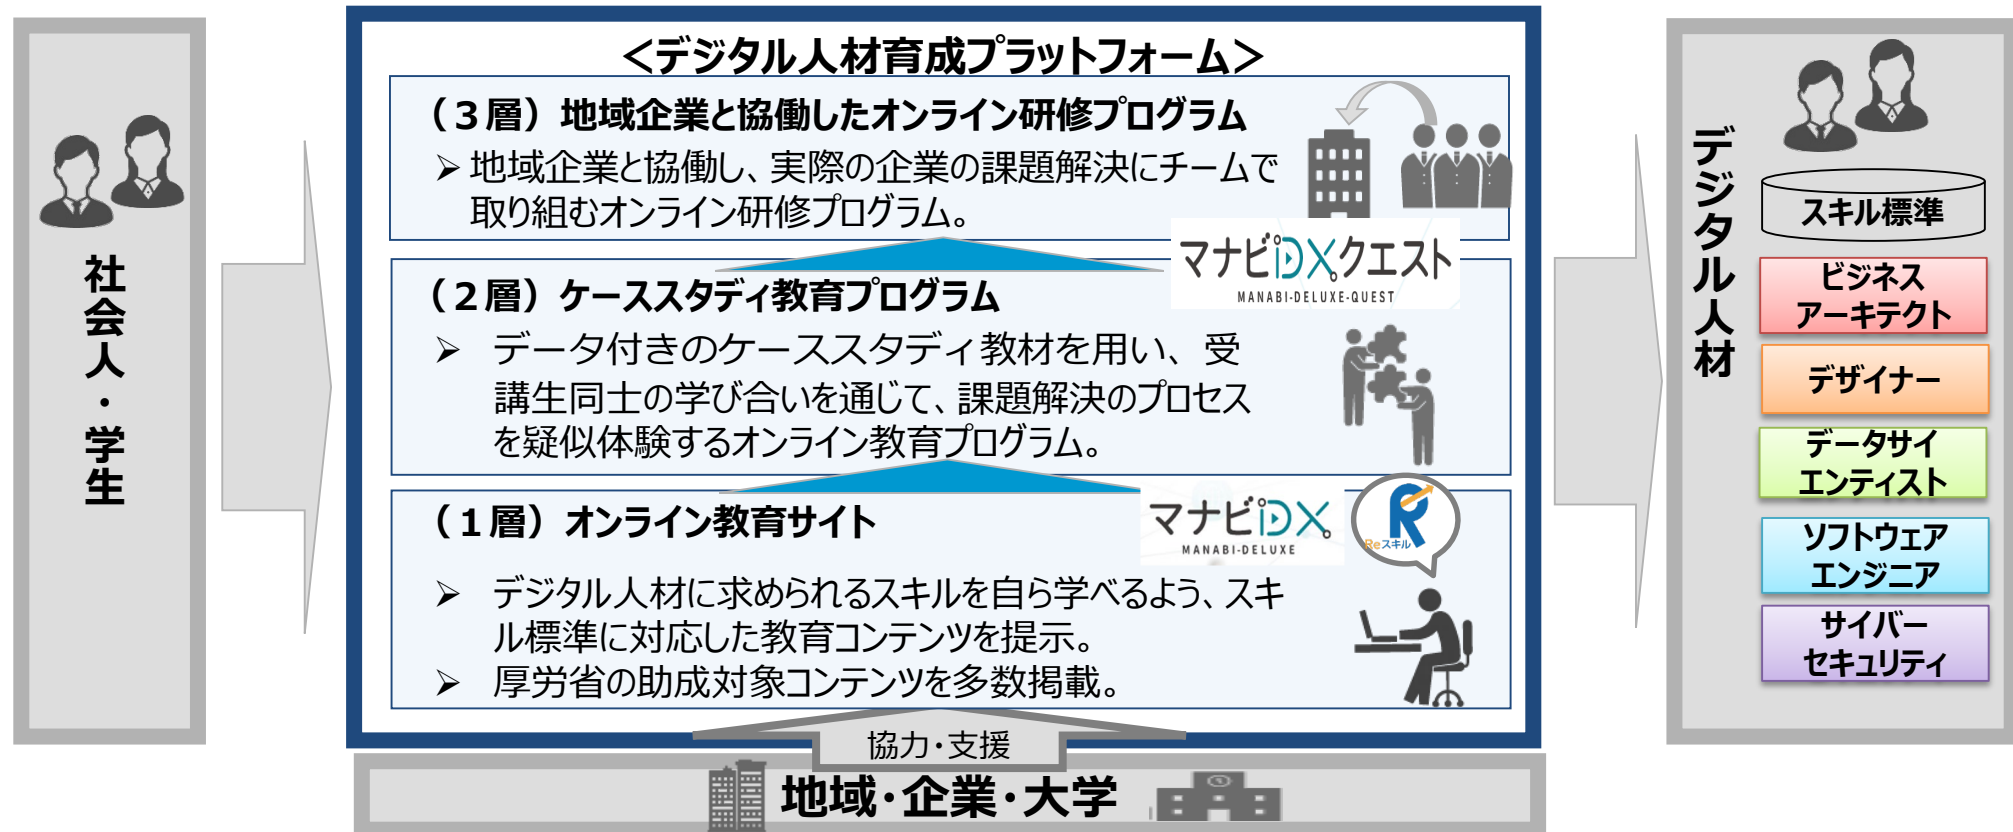 社会人・学生
＜デジタル人材育成プラットフォーム＞
（３層）地域企業と協働したオンライン研修プログラム
➢ 地域企業と協働し、実際の企業の課題解決にチームで
取り組むオンライン研修プログラム。
マナビDXクエスト
MANABI-DELUXE-QUEST
（２層）ケーススタディ教育プログラム
➢ データ付きのケーススタディ教材を用い、受
講生同士の学び合いを通じて、課題解決のプロセス
を疑似体験するオンライン教育プログラム。
（１層）オンライン教育サイト
マナビDX
MANABI-DELUXE
R
Reスキル
➢ デジタル人材に求められるスキルを自ら学べるよう、スキ
ル標準に対応した教育コンテンツを提示。
➢ 厚労省の助成対象コンテンツを多数掲載。
協力・支援
地域・企業・大学
デジタル人材
スキル標準
ビジネス
アーキテクト
デザイナー
データサイ
エンティスト
ソフトウェア
エンジニア
サイバー
セキュリティ